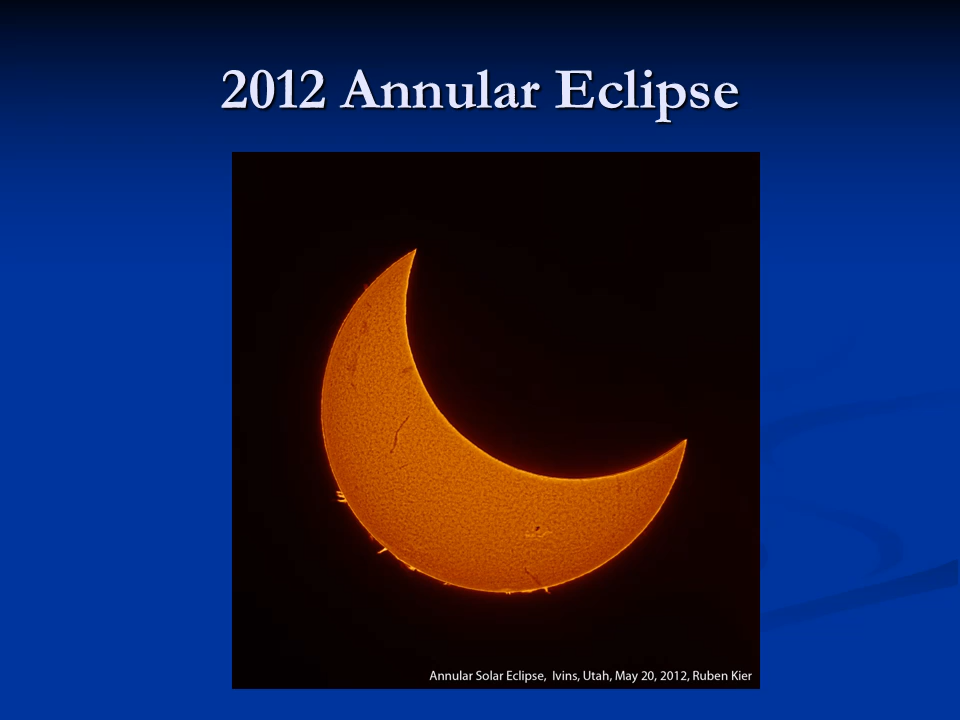 2012 Annular Eclipse
Annular Solar Eclipse,  Ivins, Utah, May 20, 2012, Ruben Kier